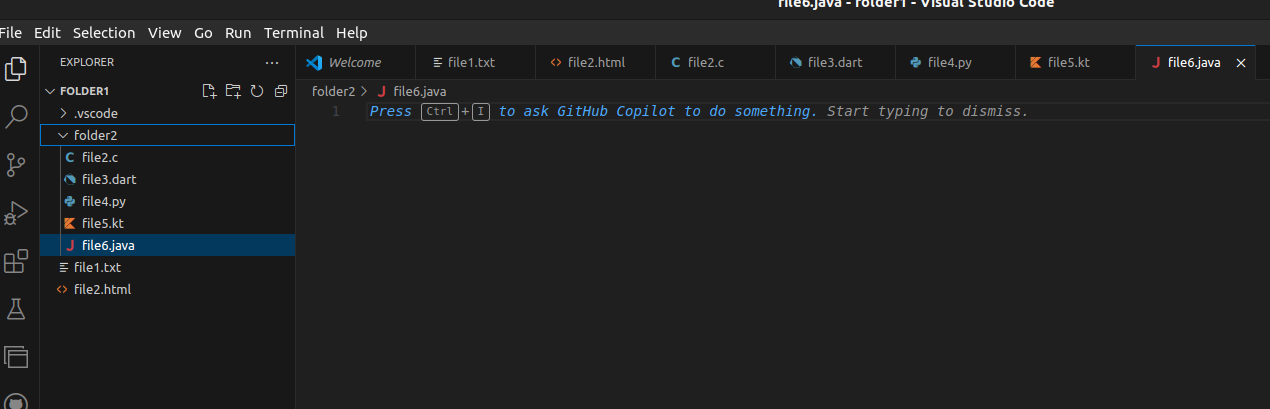 file6.java - folder1 - Visual Studio Code
File Edit Selection View Go Run Terminal Help
EXPLORER
FOLDER1
.vscode
folder2
file2.c
file3.dart
file4.py
file5.kt
file6.java
file1.txt
file2.html
Welcome file1.txt file2.html file2.c file3.dart file4.py file5.kt file6.java
folder2 > file6.java
1 Press Ctrl+I to ask GitHub Copilot to do something. Start typing to dismiss.